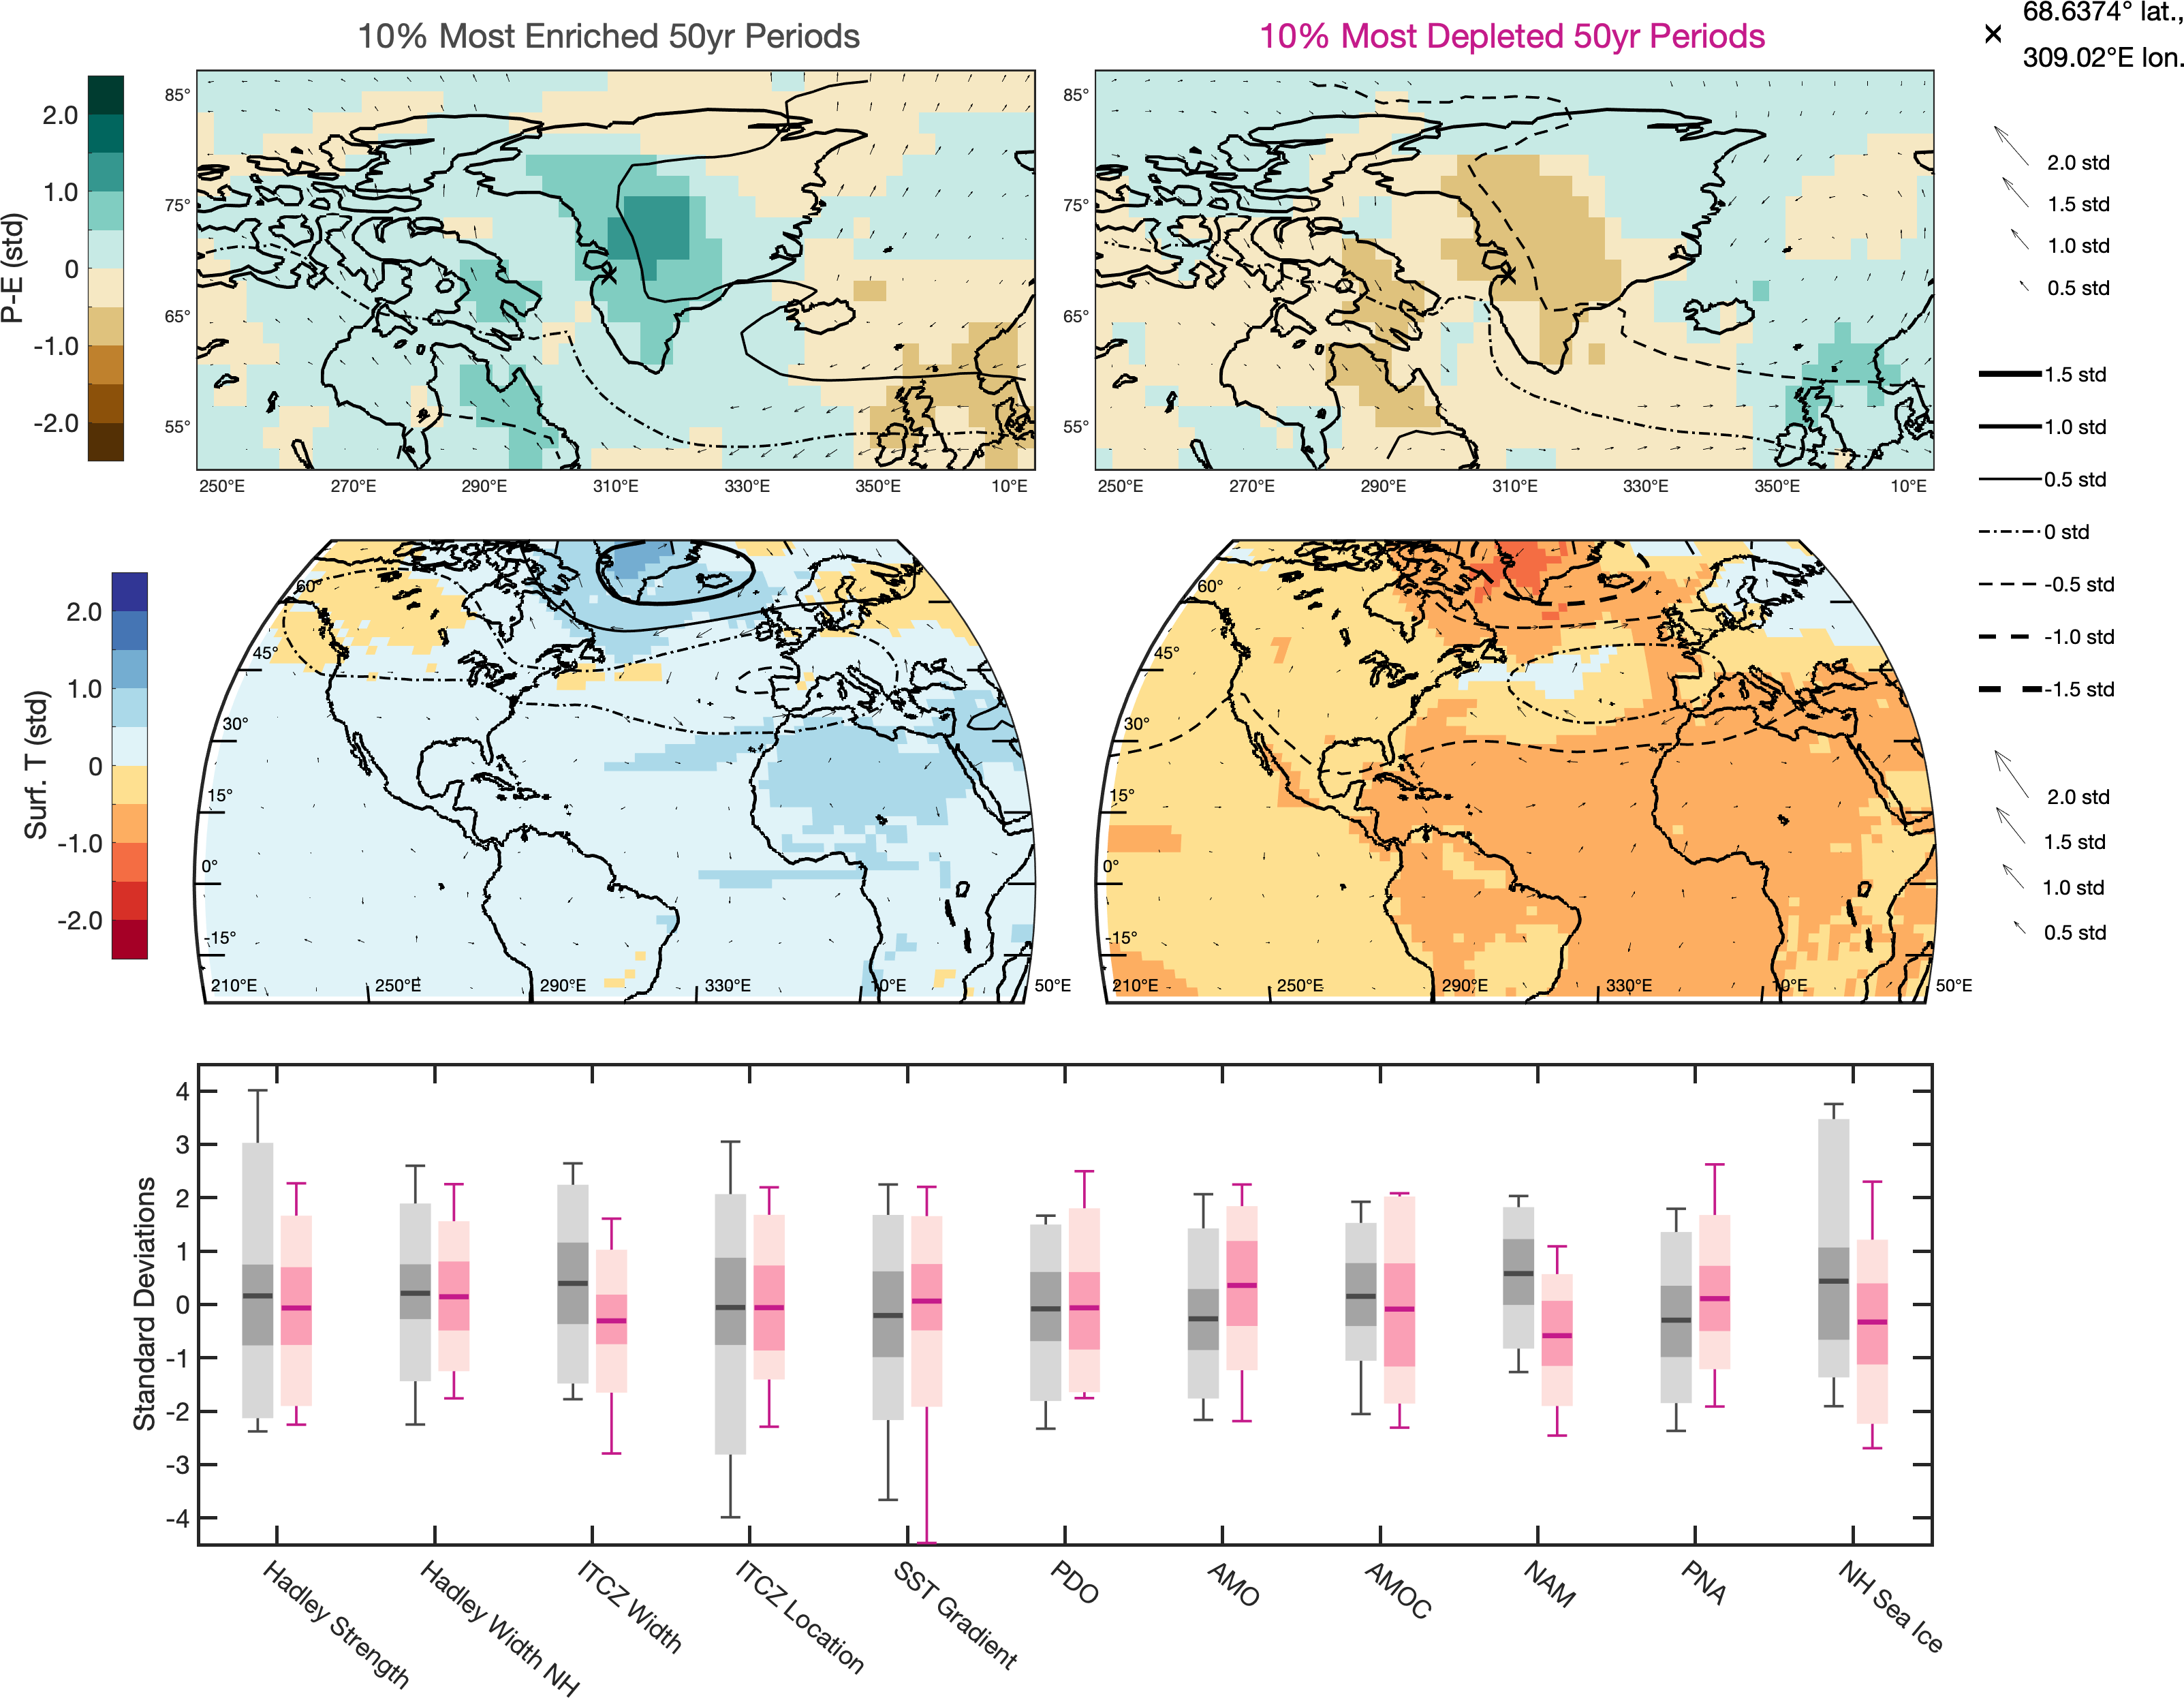 10% Most Enriched 50yr Periods
10% Most Depleted 50yr Periods
68.6374° lat.,
309.02°E lon.
P-E (std)
2.0
1.0
0
-1.0
-2.0
85°
75°
65°
55°
250°E 270°E 290°E 310°E 330°E 350°E 10°E
85°
75°
65°
55°
250°E 270°E 290°E 310°E 330°E 350°E 10°E
2.0 std
1.5 std
1.0 std
0.5 std
1.5 std
1.0 std
0.5 std
0 std
-0.5 std
-1.0 std
-1.5 std
2.0 std
1.5 std
1.0 std
0.5 std
Surf. T (std)
2.0
1.0
0
-1.0
-2.0
60°
45°
30°
15°
0°
-15°
210°E 250°E 290°E 330°E 10°E 50°E
60°
45°
30°
15°
0°
-15°
210°E 250°E 290°E 330°E 10°E 50°E
Standard Deviations
4
3
2
1
0
-1
-2
-3
-4
Hadley Strength
Hadley Width NH
ITCZ Width
ITCZ Location
SST Gradient
PDO
AMO
AMOC
NAM
PNA
NH Sea Ice